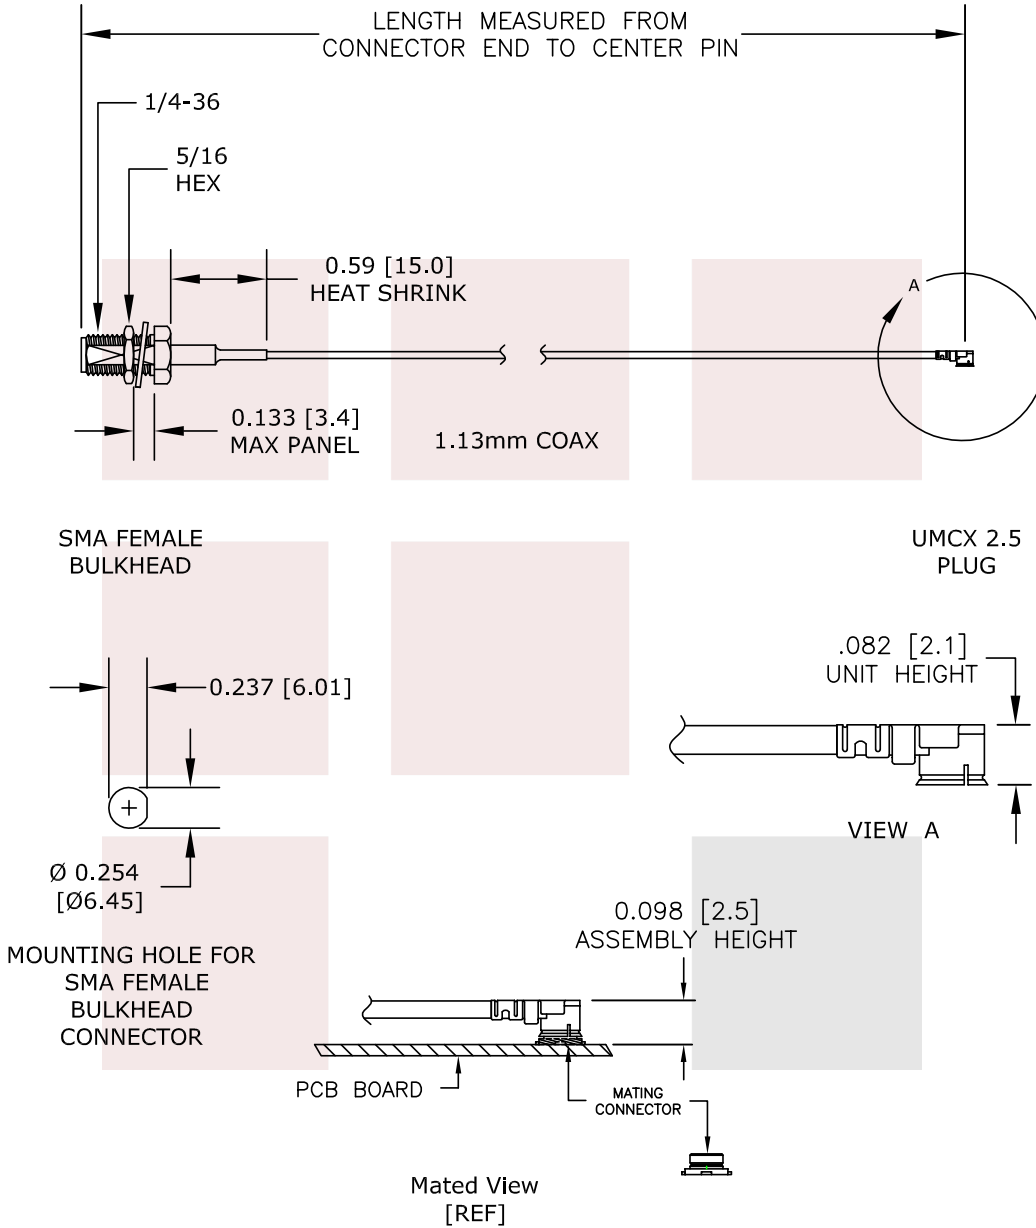 LENGTH MEASURED FROM
CONNECTOR END TO CENTER PIN
1/4-36
5/16
HEX
0.59 [15.0]
HEAT SHRINK
A
0.133 [3.4]
MAX PANEL
1.13mm COAX
SMA FEMALE
BULKHEAD
UMCX 2.5
PLUG
.082 [2.1]
UNIT HEIGHT
0.237 [6.01]
VIEW A
Ø 0.254
[Ø6.45]
0.098 [2.5]
ASSEMBLY HEIGHT
MOUNTING HOLE FOR
SMA FEMALE
BULKHEAD
CONNECTOR
PCB BOARD
MATING
CONNECTOR
Mated View
[REF]